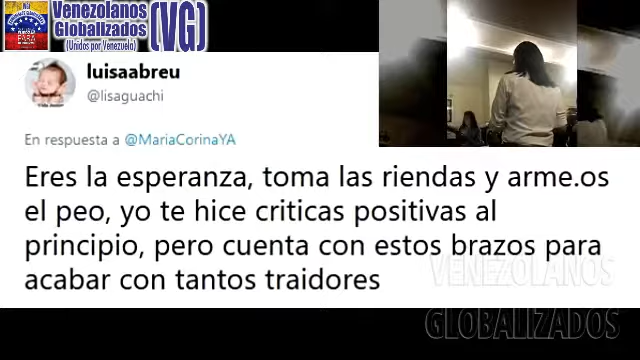 Venezolanos
Globalizados
(Unidos por Venezuela)
(VG)
luisaabreu
@lisaguachi
En respuesta a @MariaCorinaYA
Eres la esperanza, toma las riendas y arme.os
el peo, yo te hice criticas positivas al
principio, pero cuenta con estos brazos para
acabar con tantos traidores
VENEZOLANOS
GLOBALIZADOS